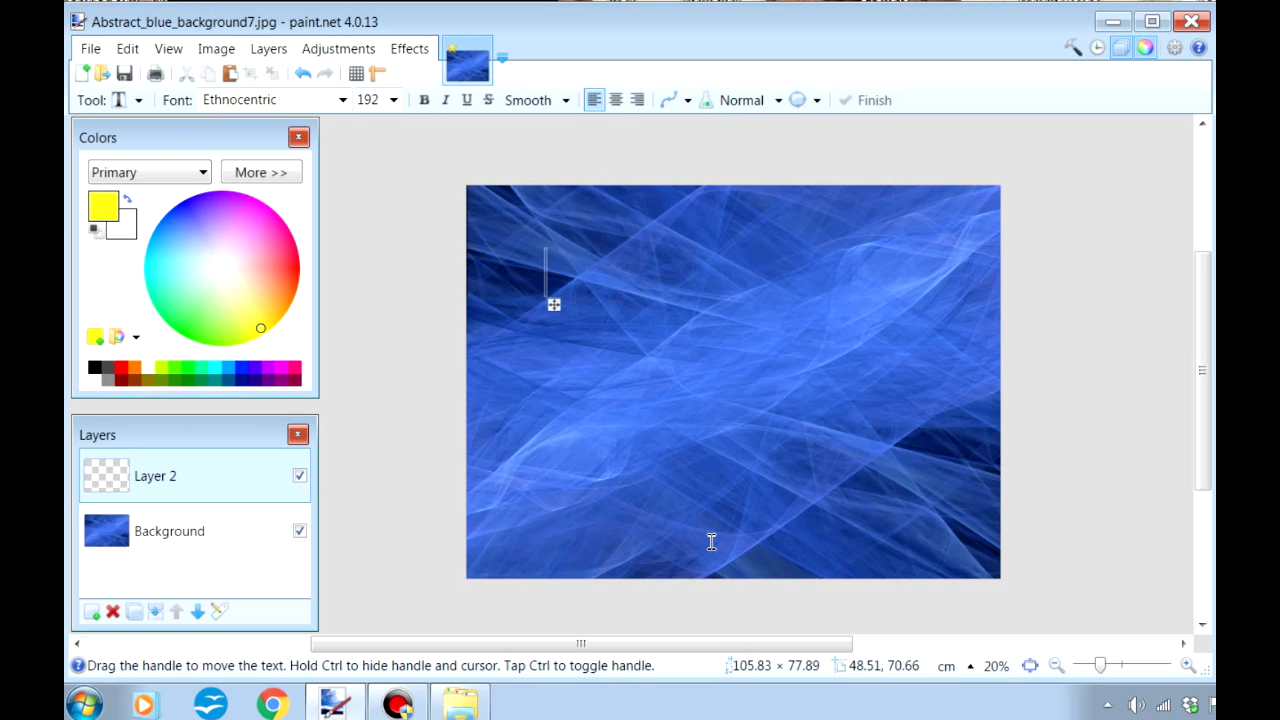 Abstract_blue_background7.jpg - paint.net 4.0.13
File Edit View Image Layers Adjustments Effects
Tool: T Font: Ethnocentric 192 B I U S Smooth Normal Finish
Colors
Primary More >>
Layers
Layer 2
Background
Drag the handle to move the text. Hold Ctrl to hide handle and cursor. Tap Ctrl to toggle handle. 105.83 × 77.89 48.51, 70.66 cm 20%